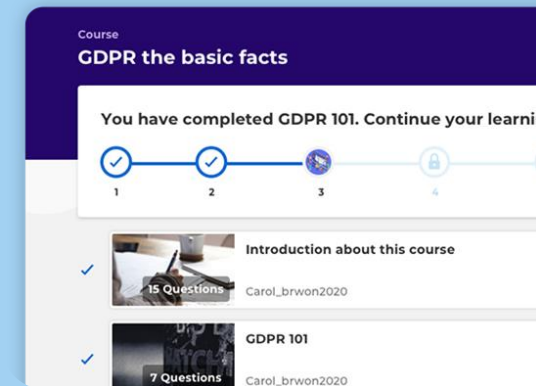 Course
GDPR the basic facts
You have completed GDPR 101. Continue your learni
1
2
3
4
Introduction about this course
15 Questions
Carol_brwon2020
GDPR 101
7 Questions
Carol_brwon2020